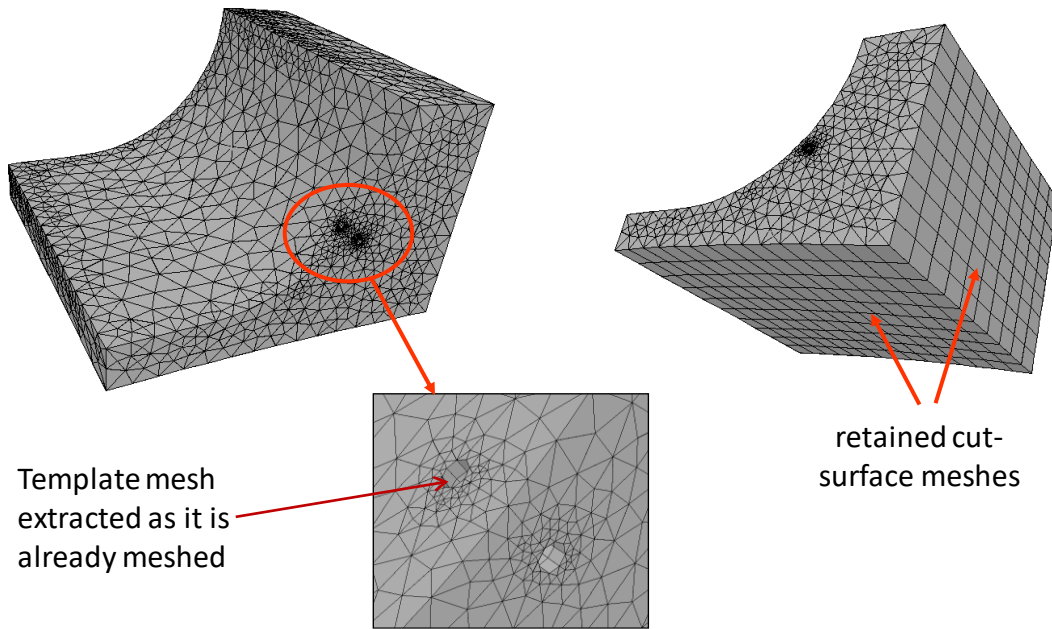 Template mesh
extracted as it is
already meshed
retained cut-
surface meshes